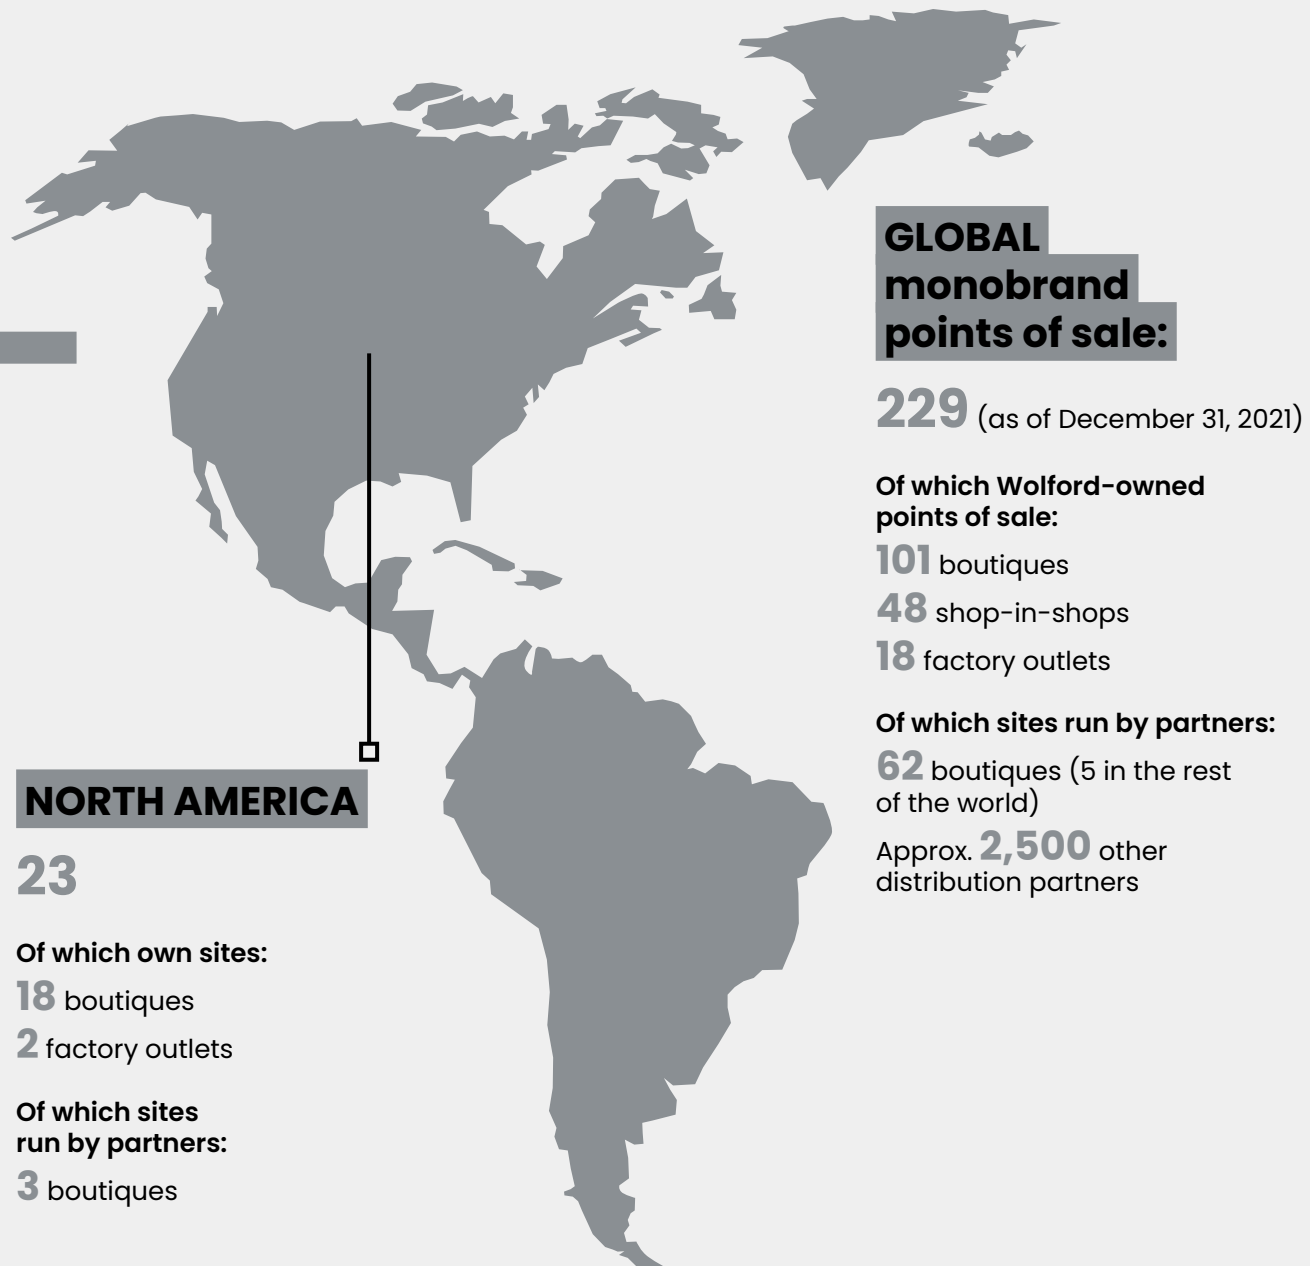 GLOBAL
monobrand
points of sale:
229 (as of December 31, 2021)
Of which Wolford-owned
points of sale:
101 boutiques
48 shop-in-shops
18 factory outlets
Of which sites run by partners:
62 boutiques (5 in the rest
of the world)
Approx. 2,500 other
distribution partners
NORTH AMERICA
23
Of which own sites:
18 boutiques
2 factory outlets
Of which sites
run by partners:
3 boutiques